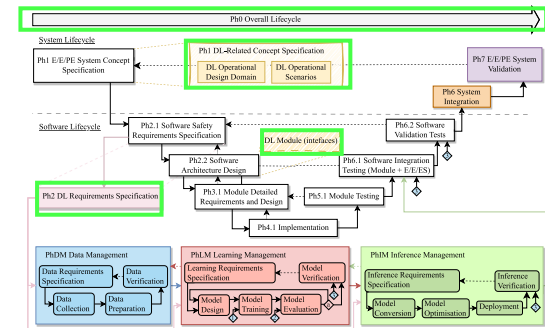 Ph0 Overall Lifecycle
System Lifecycle
Ph1 E/E/PE System Concept
Specification
Ph1 DL-Related Concept Specification
DL Operational
Design Domain
DL Operational
Scenarios
Ph7 E/E/PE System
Validation
Ph6 System
Integration
Software Lifecycle
Ph2.1 Software Safety
Requirements Specification
Ph6.2 Software
Validation Tests
DL Module (intefaces)
Ph2.2 Software
Architecture Design
Ph6.1 Software Integration
Testing (Module + E/E/ES)
Ph2 DL Requirements Specification
Ph3.1 Module Detailed
Requirements and Design
Ph5.1 Module Testing
Ph4.1 Implementation
PhDM Data Management
Data Requirements
Specification
Data
Verification
Data
Collection
Data
Preparation
PhLM Learning Management
Learning Requirements
Specification
Model
Verification
Model
Design
Model
Training
Model
Evaluation
PhIM Inference Management
Inference Requirements
Specification
Inference
Verification
Model
Conversion
Model
Optimisation
Deployment